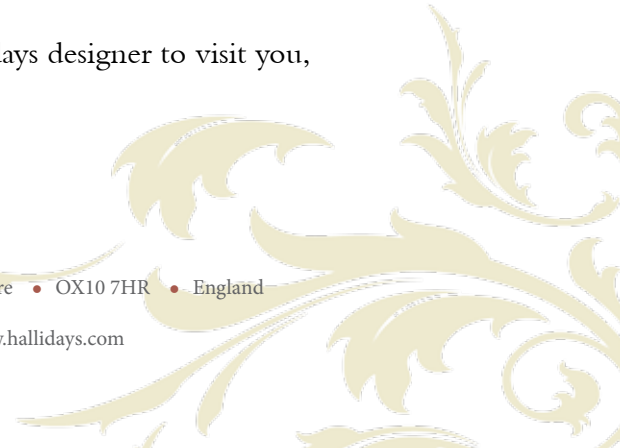 ays designer to visit you,
re • OX10 7HR • England
.hallidays.com